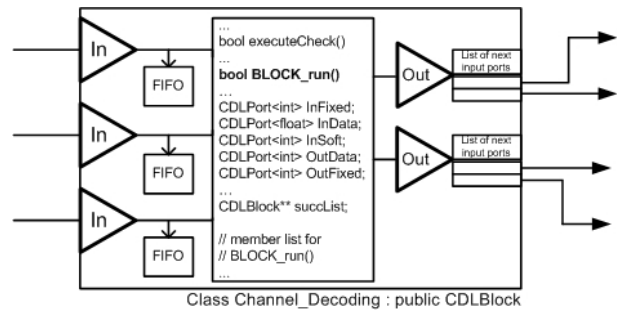 In
FIFO
In
FIFO
In
FIFO
...
bool executeCheck()
...
bool BLOCK_run()
...
CDLPort<int> InFixed;
CDLPort<float> InData;
CDLPort<int> InSoft;
CDLPort<int> OutData;
CDLPort<int> OutFixed;
...
CDLBlock** succList;
// member list for
// BLOCK_run()
...
Out
List of next
input ports
Out
List of next
input ports
Class Channel_Decoding : public CDLBlock